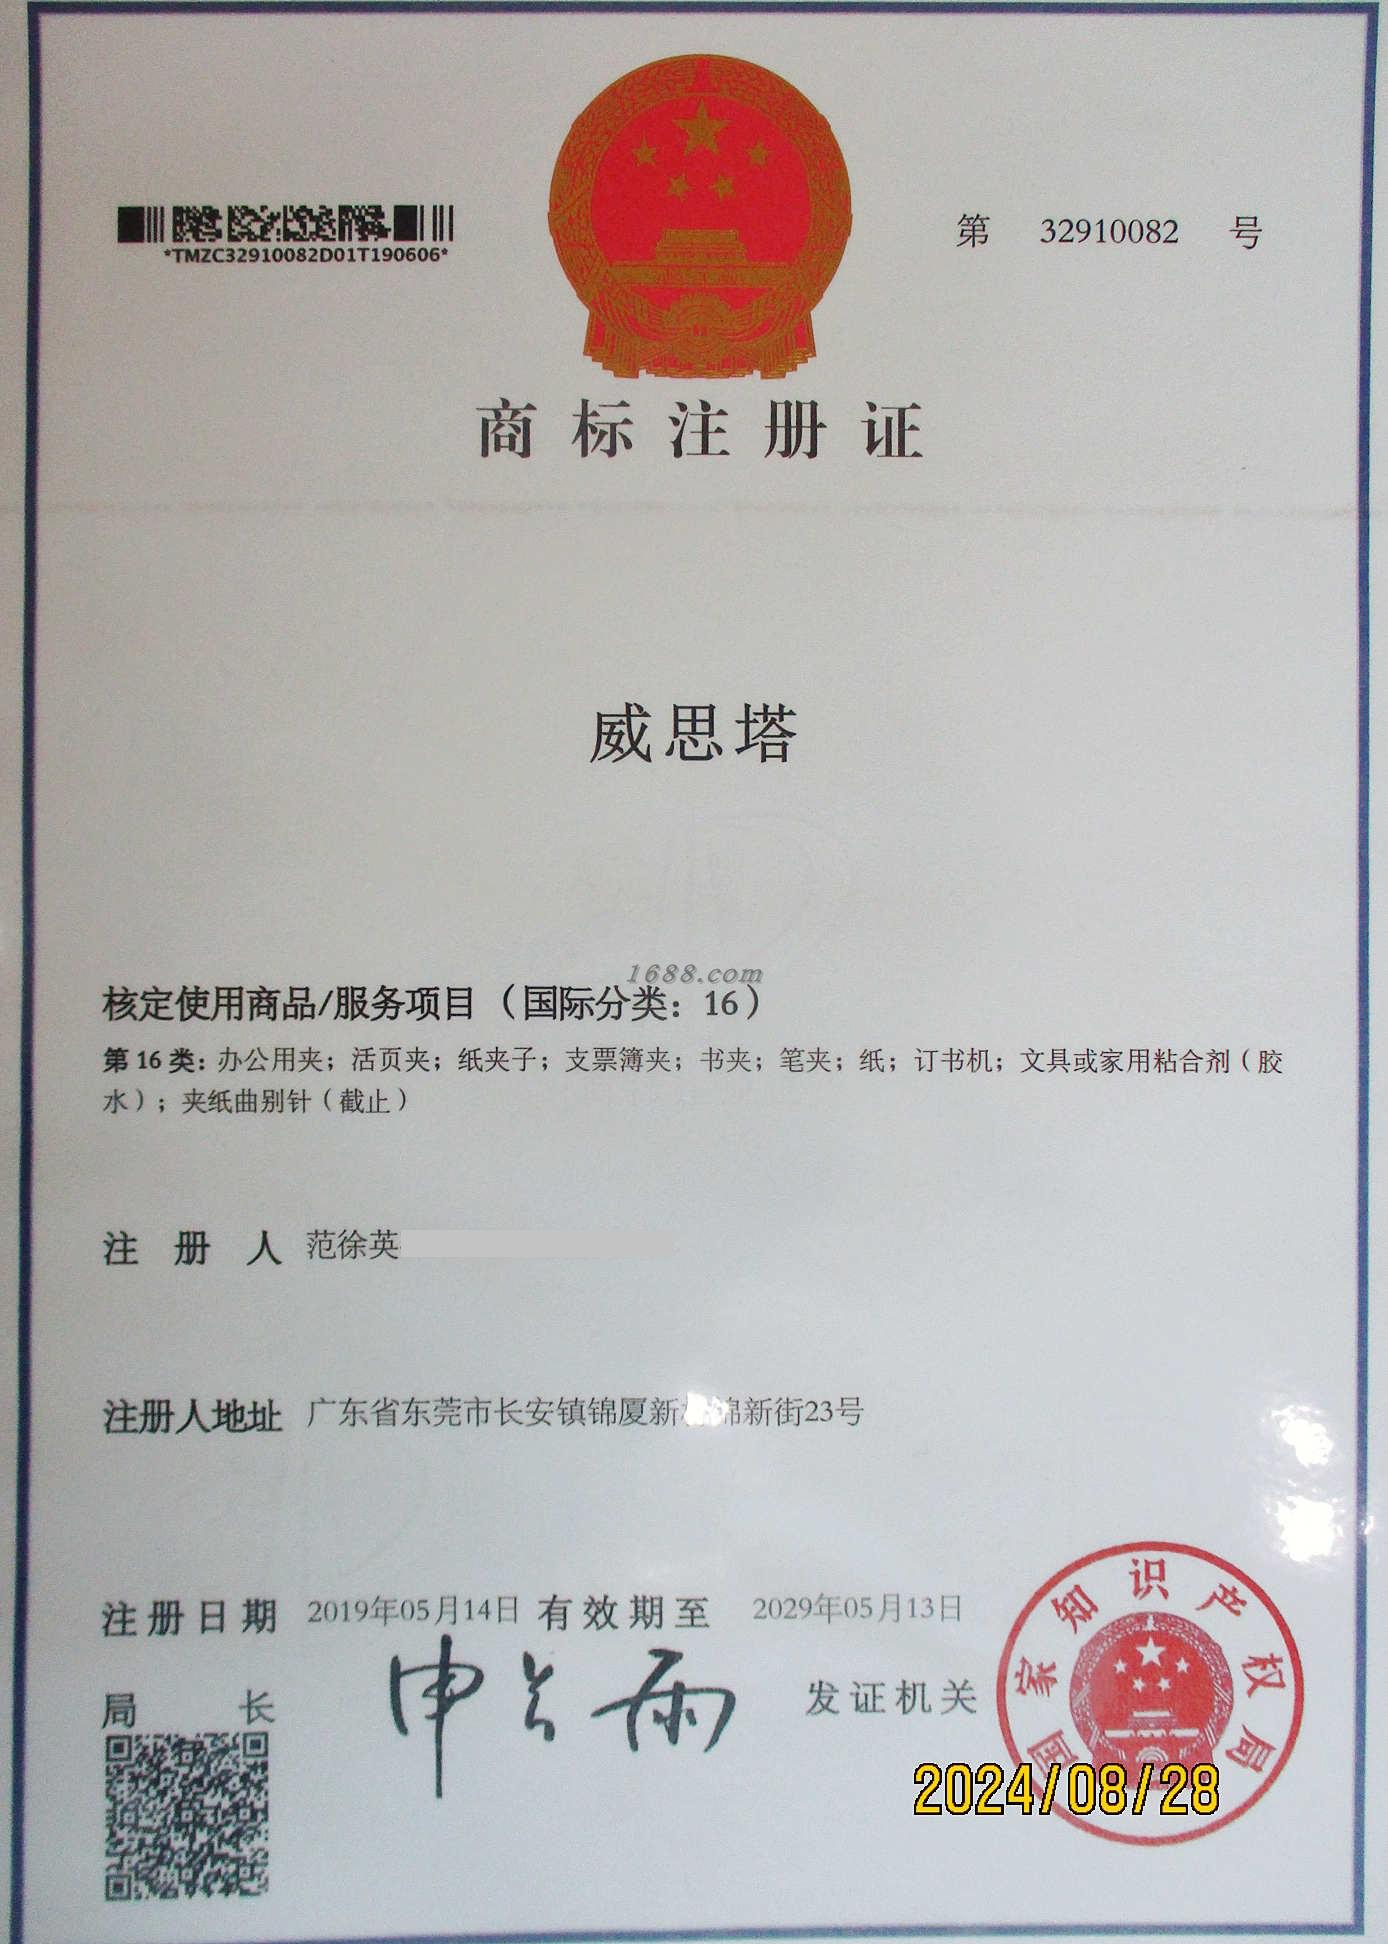 *TMZC32910082D01T190606*
第 32910082 号
商标注册证
威思塔
1688.com
核定使用商品/服务项目（国际分类：16）
第 16 类：办公用夹；活页夹；纸夹子；支票簿夹；书夹；笔夹；纸；订书机；文具或家用粘合剂（胶
水）；夹纸曲别针（截止）
注册人 范徐英
注册人地址 广东省东莞市长安镇锦厦新 锦新街23号
注册日期 2019年05月14日 有效期至 2029年05月13日
局长 申长雨 发证机关
国家知识产权局
2024/08/28